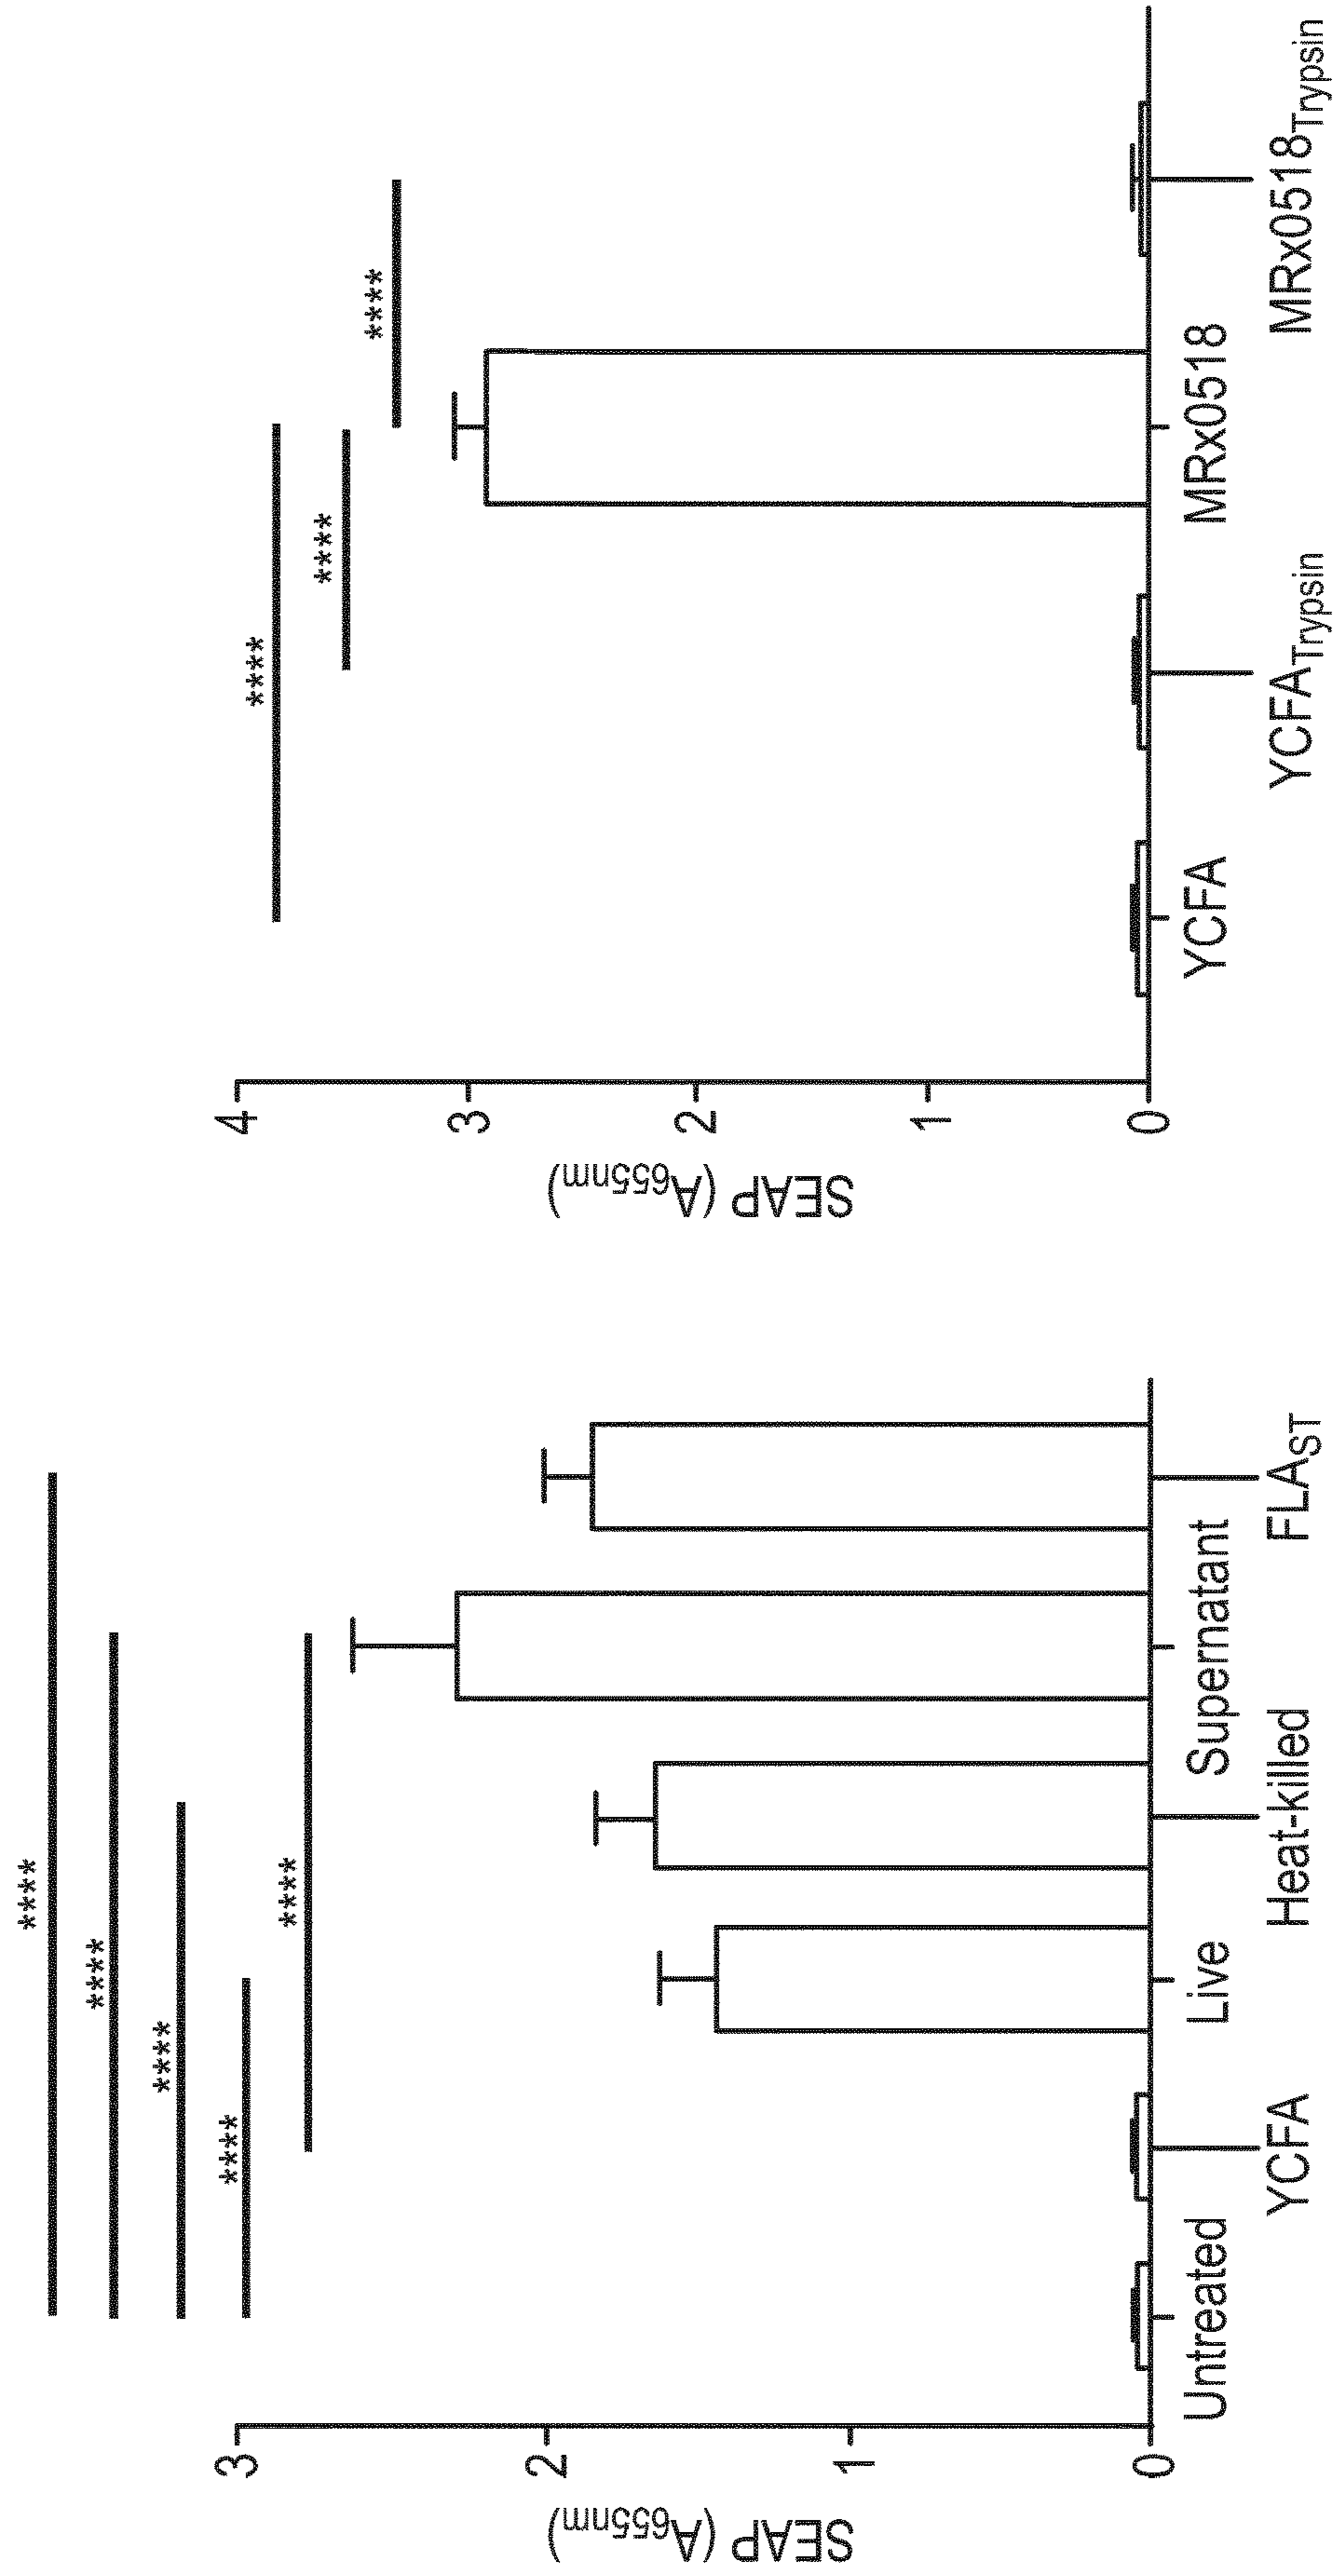 ****
****
****
****
****
3
2
1
0
SEAP (A655nm)
Untreated
YCFA
Live
Heat-killed
Supernatant
FLAST
****
****
****
4
3
2
1
0
SEAP (A655nm)
YCFA
YCFATrypsin
MRx0518
MRx0518Trypsin